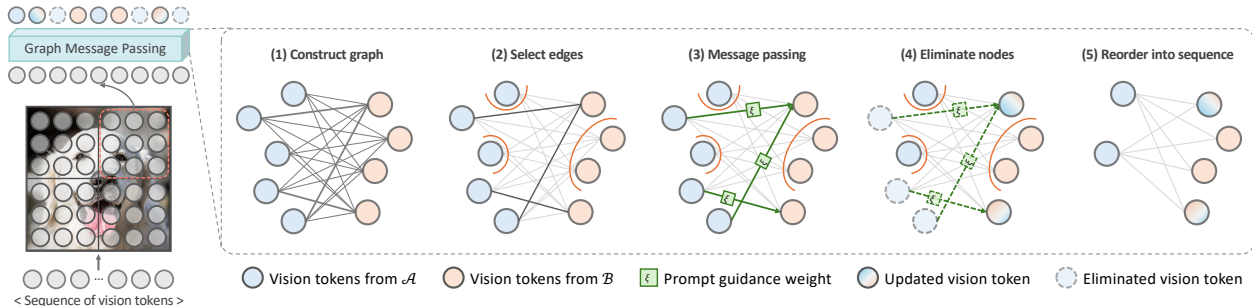 Graph Message Passing
(1) Construct graph
(2) Select edges
(3) Message passing
(4) Eliminate nodes
(5) Reorder into sequence
ξ
ξ
ξ
ξ
ξ
ξ
...
< Sequence of vision tokens >
Vision tokens from 𝒜
Vision tokens from ℬ
ξ Prompt guidance weight
Updated vision token
Eliminated vision token